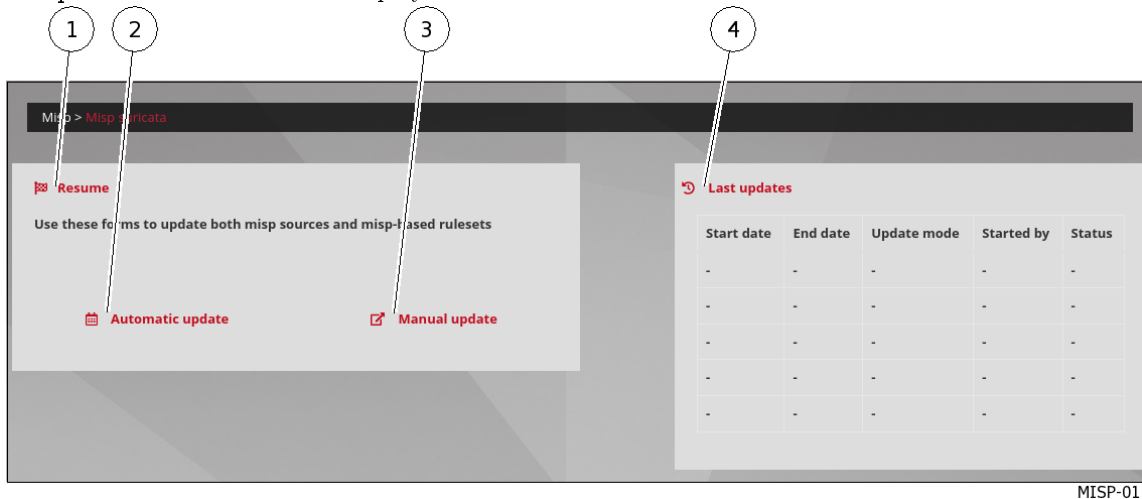 1 2 3 4
Misp > Misp suricata
Resume
Use these forms to update both misp sources and misp-based rulesets
Automatic update
Manual update
Last updates
Start date End date Update mode Started by Status
- - - - -
- - - - -
- - - - -
- - - - -
- - - - -
MISP-01